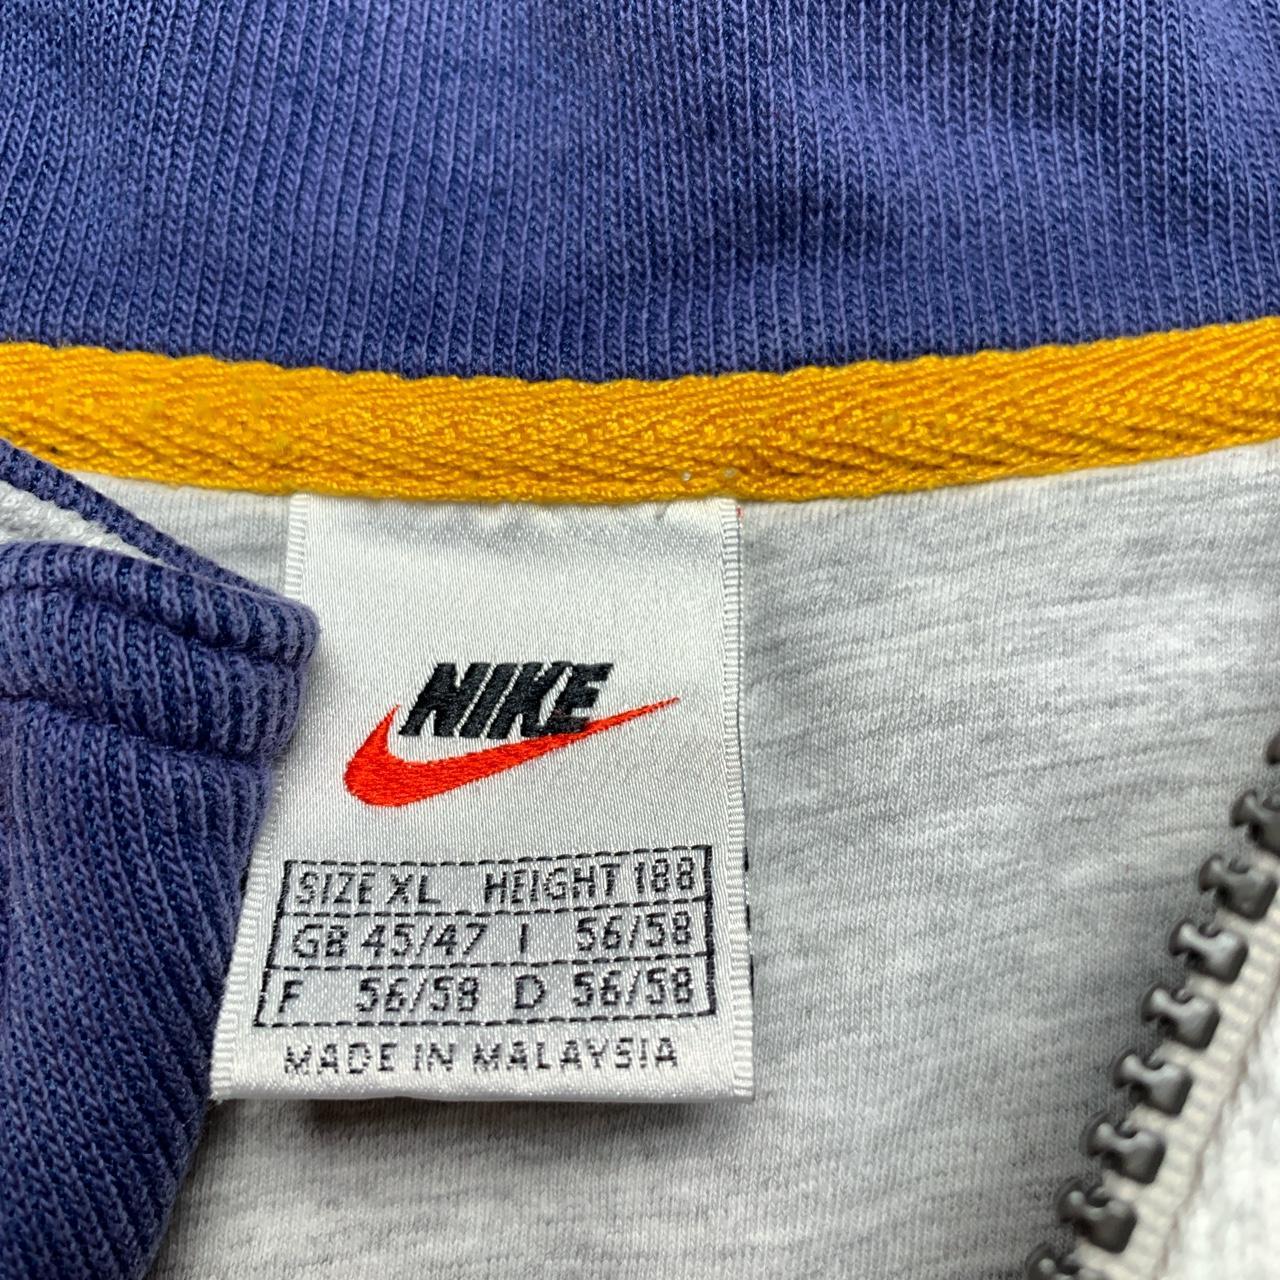 NIKE
SIZE XL HEIGHT 188
GB 45/47 I 56/58
F 56/58 D 56/58
MADE IN MALAYSIA